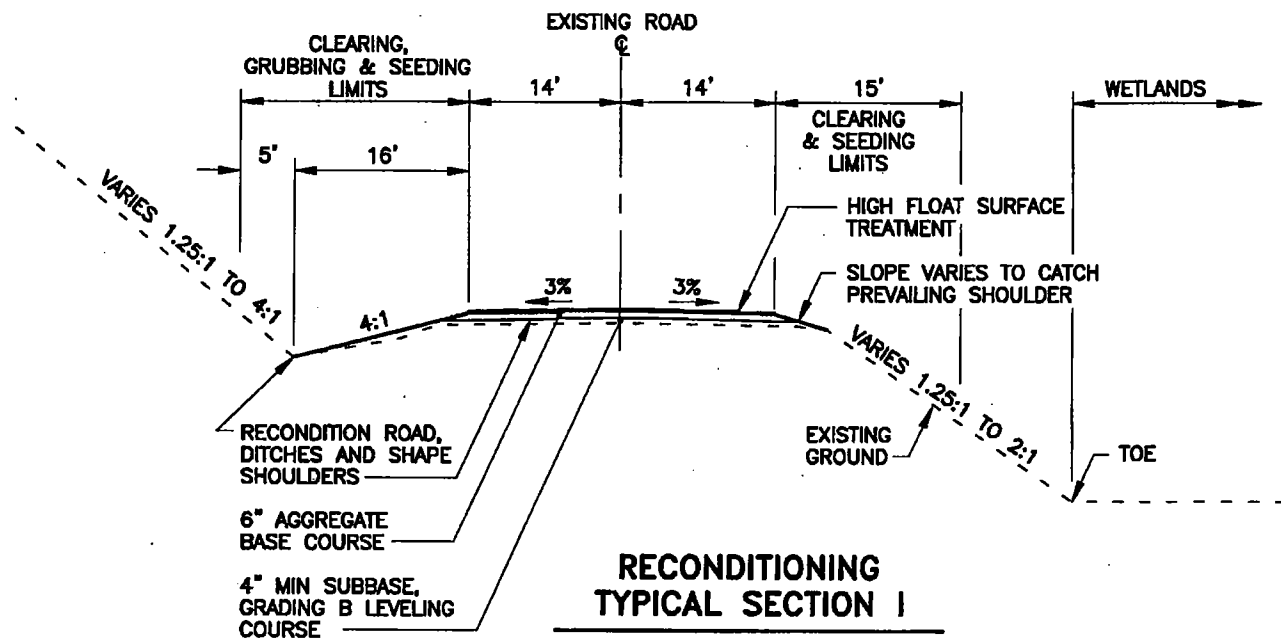 EXISTING ROAD
℄
CLEARING,
GRUBBING & SEEDING
LIMITS
14'
14'
15'
WETLANDS
CLEARING
& SEEDING
LIMITS
5'
16'
VARIES 1.25:1 TO 4:1
HIGH FLOAT SURFACE
TREATMENT
SLOPE VARIES TO CATCH
PREVAILING SHOULDER
3%
3%
4:1
VARIES 1.25:1 TO 2:1
RECONDITION ROAD,
DITCHES AND SHAPE
SHOULDERS
EXISTING
GROUND
TOE
6" AGGREGATE
BASE COURSE
4" MIN SUBBASE,
GRADING B LEVELING
COURSE
RECONDITIONING
TYPICAL SECTION I